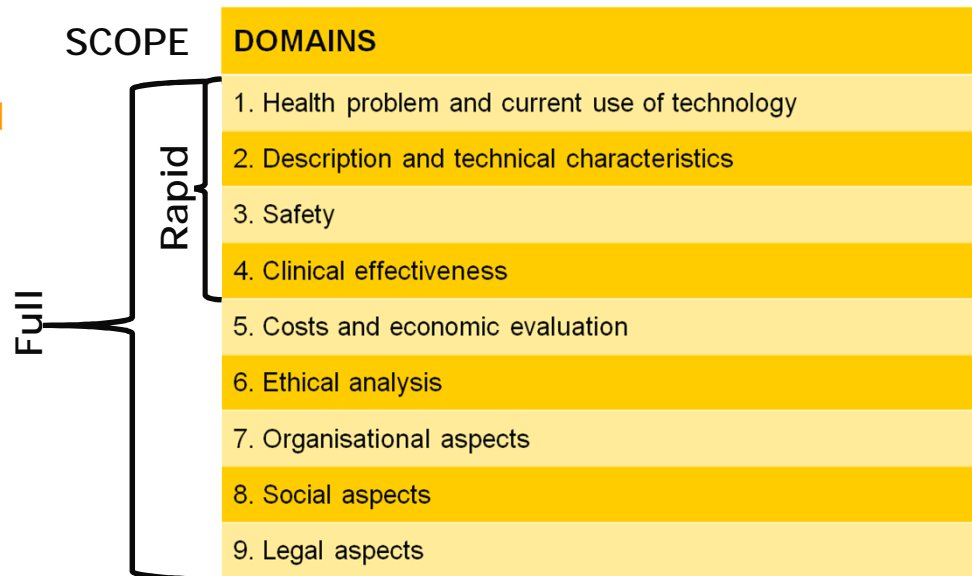 SCOPE
DOMAINS
Full
Rapid
1. Health problem and current use of technology
2. Description and technical characteristics
3. Safety
4. Clinical effectiveness
5. Costs and economic evaluation
6. Ethical analysis
7. Organisational aspects
8. Social aspects
9. Legal aspects